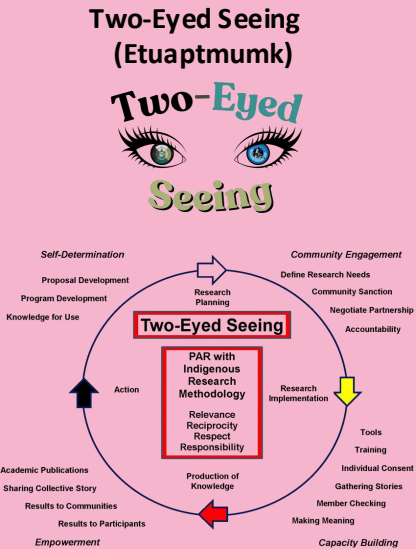 Two-Eyed Seeing
(Etuaptmumk)
Two-Eyed
Seeing
Self-Determination
Proposal Development
Program Development
Knowledge for Use
Community Engagement
Define Research Needs
Community Sanction
Negotiate Partnership
Accountability
Research
Planning
Two-Eyed Seeing
PAR with
Indigenous
Research
Methodology
Relevance
Reciprocity
Respect
Responsibility
Action
Research
Implementation
Production of
Knowledge
Academic Publications
Sharing Collective Story
Results to Communities
Results to Participants
Empowerment
Tools
Training
Individual Consent
Gathering Stories
Member Checking
Making Meaning
Capacity Building